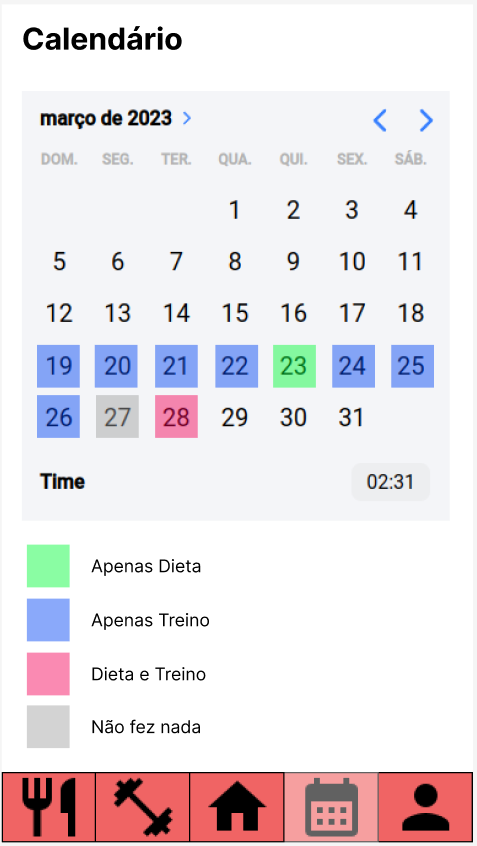 Calendário
março de 2023
DOM. SEG. TER. QUA. QUI. SEX. SÁB.
1 2 3 4
5 6 7 8 9 10 11
12 13 14 15 16 17 18
19 20 21 22 23 24 25
26 27 28 29 30 31
Time 02:31
Apenas Dieta
Apenas Treino
Dieta e Treino
Não fez nada